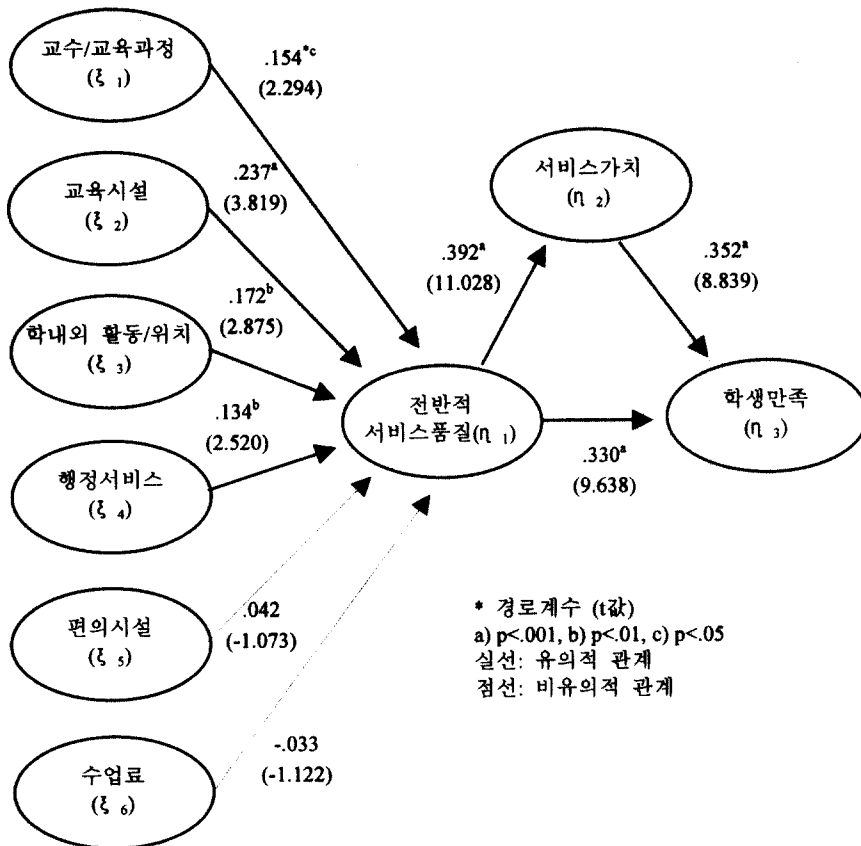 교수/교육과정
(ξ 1)
.154*c
(2.294)
교육시설
(ξ 2)
.237a
(3.819)
서비스가치
(η 2)
학내외 활동/위치
(ξ 3)
.172b
(2.875)
.392a
(11.028)
.352a
(8.839)
행정서비스
(ξ 4)
.134b
(2.520)
전반적
서비스품질(η 1)
학생만족
(η 3)
.330a
(9.638)
편의시설
(ξ 5)
.042
(-1.073)
수업료
(ξ 6)
-.033
(-1.122)
* 경로계수 (t값)
a) p<.001, b) p<.01, c) p<.05
실선: 유의적 관계
점선: 비유의적 관계